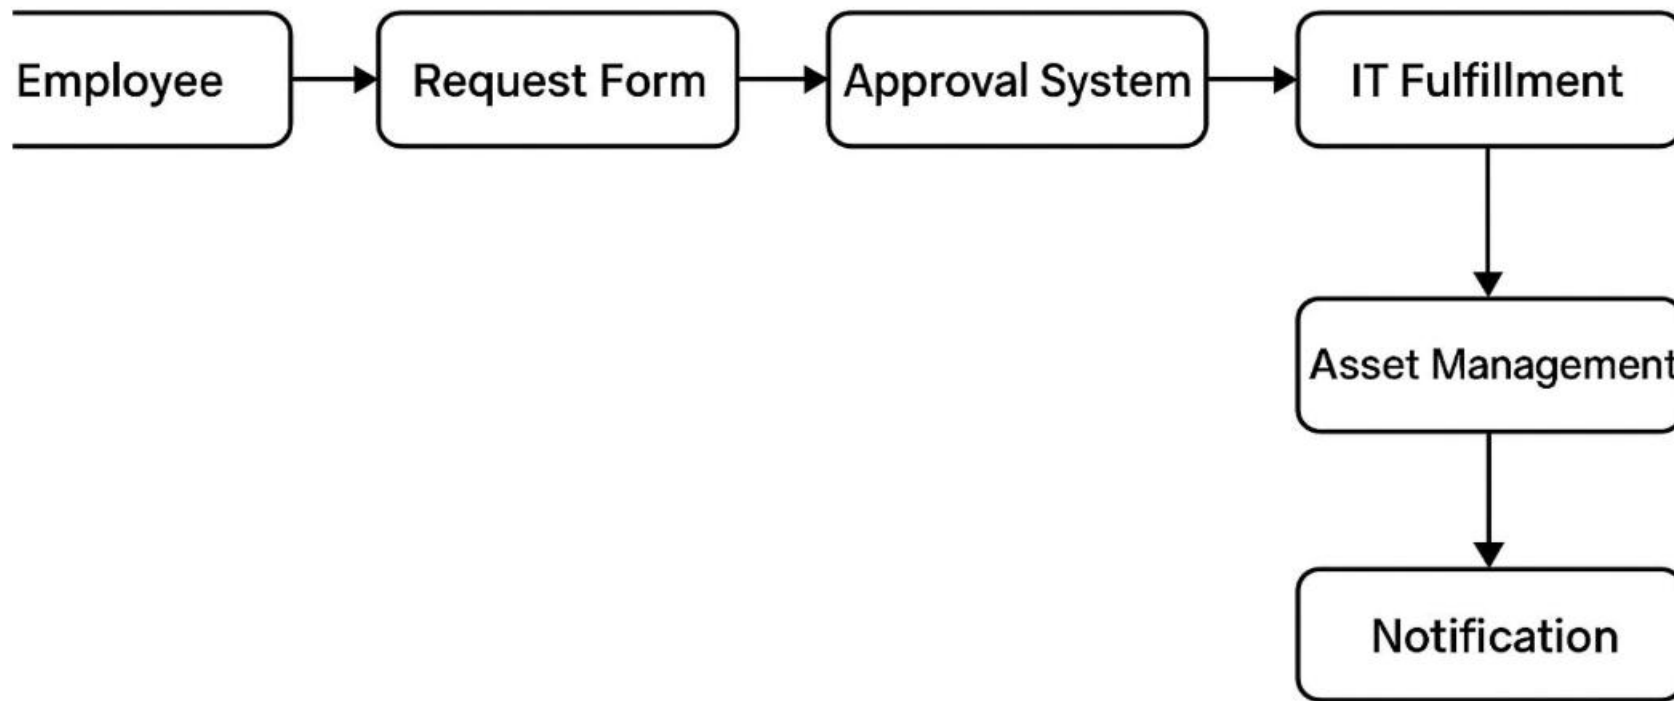 Employee
Request Form
Approval System
IT Fulfillment
Asset Management
Notification